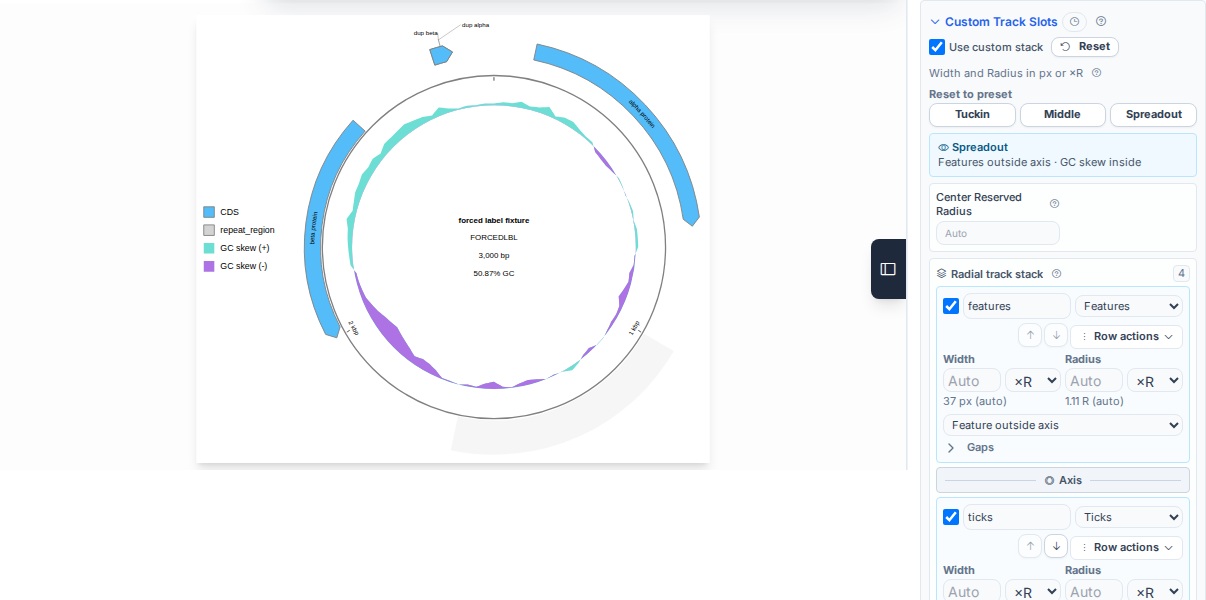 dup alpha
dup beta
alpha protein
beta protein
CDS
repeat_region
GC skew (+)
GC skew (-)
forced label fixture
FORCEDLBL
3,000 bp
50.87% GC
2 kbp
1 kbp
Custom Track Slots
Use custom stack
Reset
Width and Radius in px or ×R
Reset to preset
Tuckin
Middle
Spreadout
Spreadout
Features outside axis · GC skew inside
Center Reserved
Radius
Auto
Radial track stack
4
features
Features
Row actions
Width
Radius
Auto
×R
Auto
×R
37 px (auto)
1.11 R (auto)
Feature outside axis
Gaps
Axis
ticks
Ticks
Row actions
Width
Radius
Auto
×R
Auto
×R